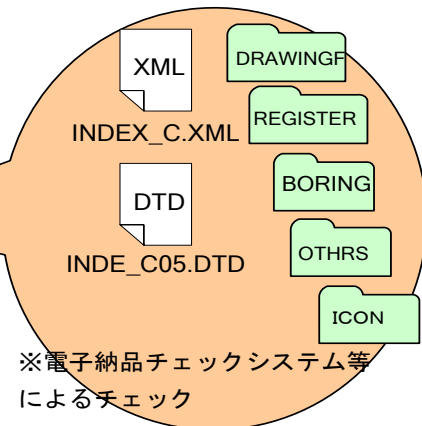 XML
INDEX_C.XML
DTD
INDE_C05.DTD
DRAWINGF
REGISTER
BORING
OTHRS
ICON
※電子納品チェックシステム等
によるチェック